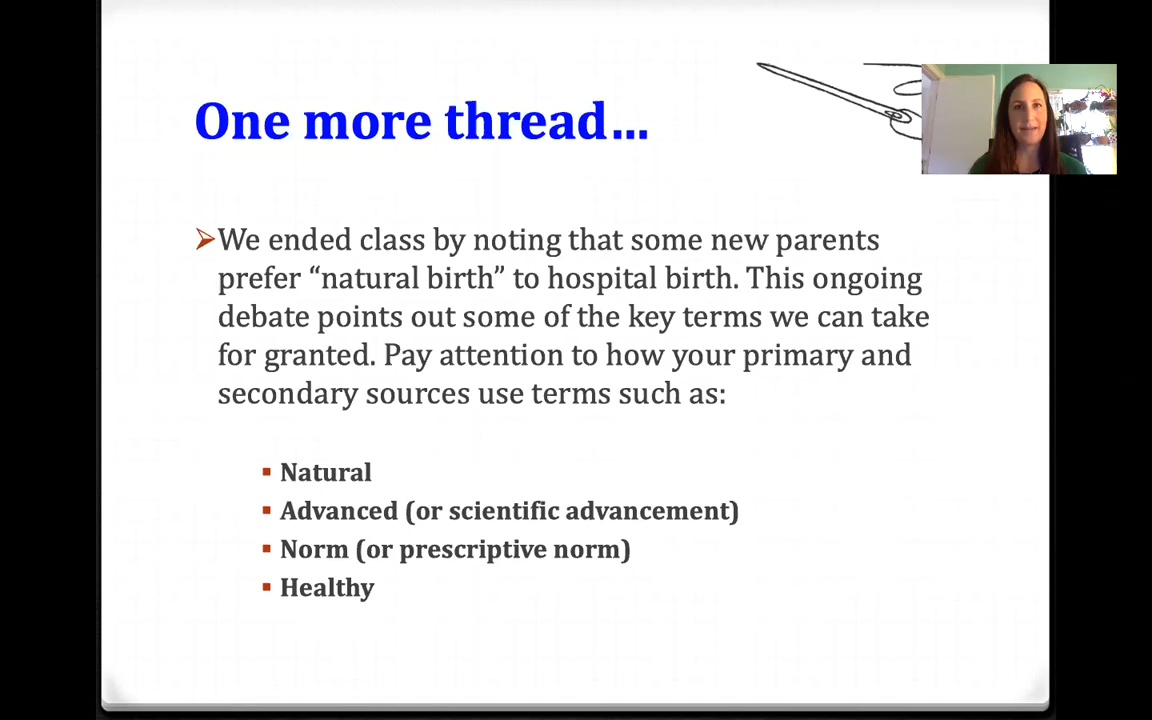 One more thread…
We ended class by noting that some new parents
prefer “natural birth” to hospital birth. This ongoing
debate points out some of the key terms we can take
for granted. Pay attention to how your primary and
secondary sources use terms such as:
Natural
Advanced (or scientific advancement)
Norm (or prescriptive norm)
Healthy